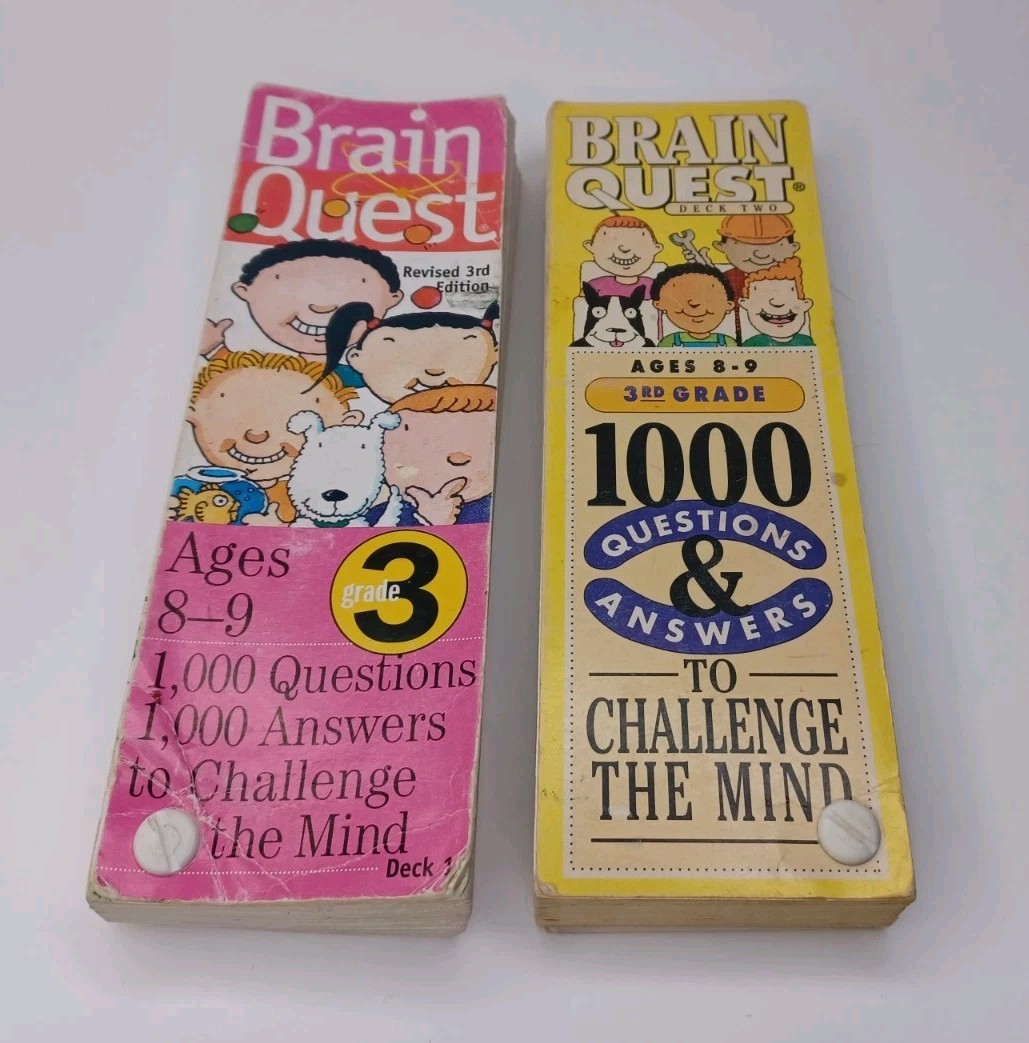 Brain
Quest®
Revised 3rd
Edition
Ages
8–9
grade 3
1,000 Questions
1,000 Answers
to Challenge
the Mind
Deck 1
BRAIN
QUEST®
DECK TWO
AGES 8-9
3RD GRADE
1000
QUESTIONS
&
ANSWERS
TO
CHALLENGE
THE MIND